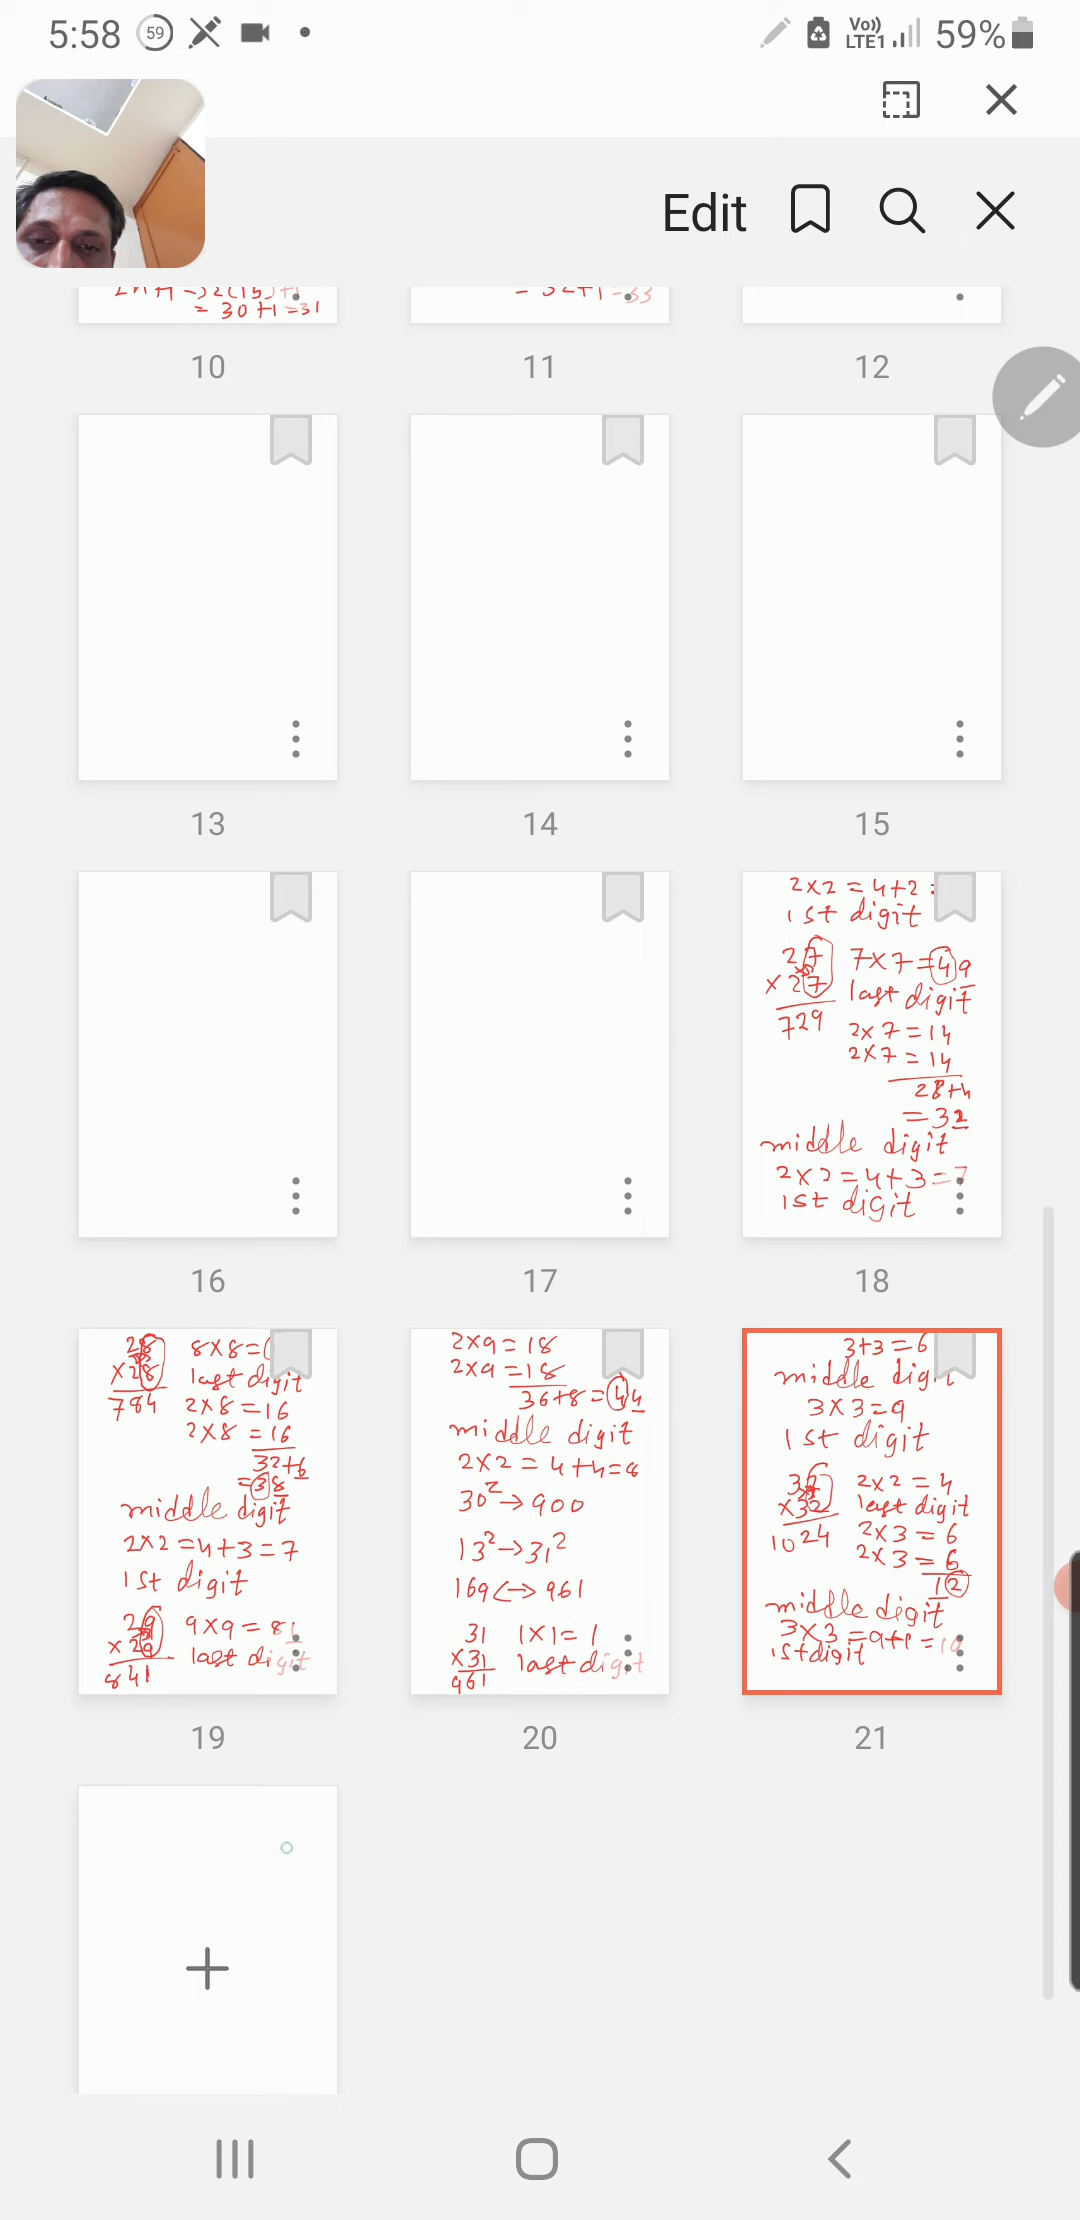 5:58 59 Vo)) LTE1 59%
Edit
= 30+1=31
= 32+1=33
10 11 12
13 14 15
2x2 = 4+2
1st digit
27 7x7=49
x27 last digit
729 2x7=14
2x7=14
28+4
=32
middle digit
2x2=4+3=7
1st digit
16 17 18
28 8x8=
x28 last digit
784 2x8=16
2x8=16
32+6
=38
middle digit
2x2=4+3=7
1st digit
29 9x9=81
x29 last digit
841
2x9=18
2x9=18
36+8=44
middle digit
2x2=4+4=8
30²→900
13²→31²
169↔961
31 1x1=1
x31 last digit
961
3+3=6
middle digit
3x3=9
1st digit
32 2x2=4
x32 last digit
1024 2x3=6
2x3=6
12
middle digit
3x3=9+1=10
1st digit
19 20 21